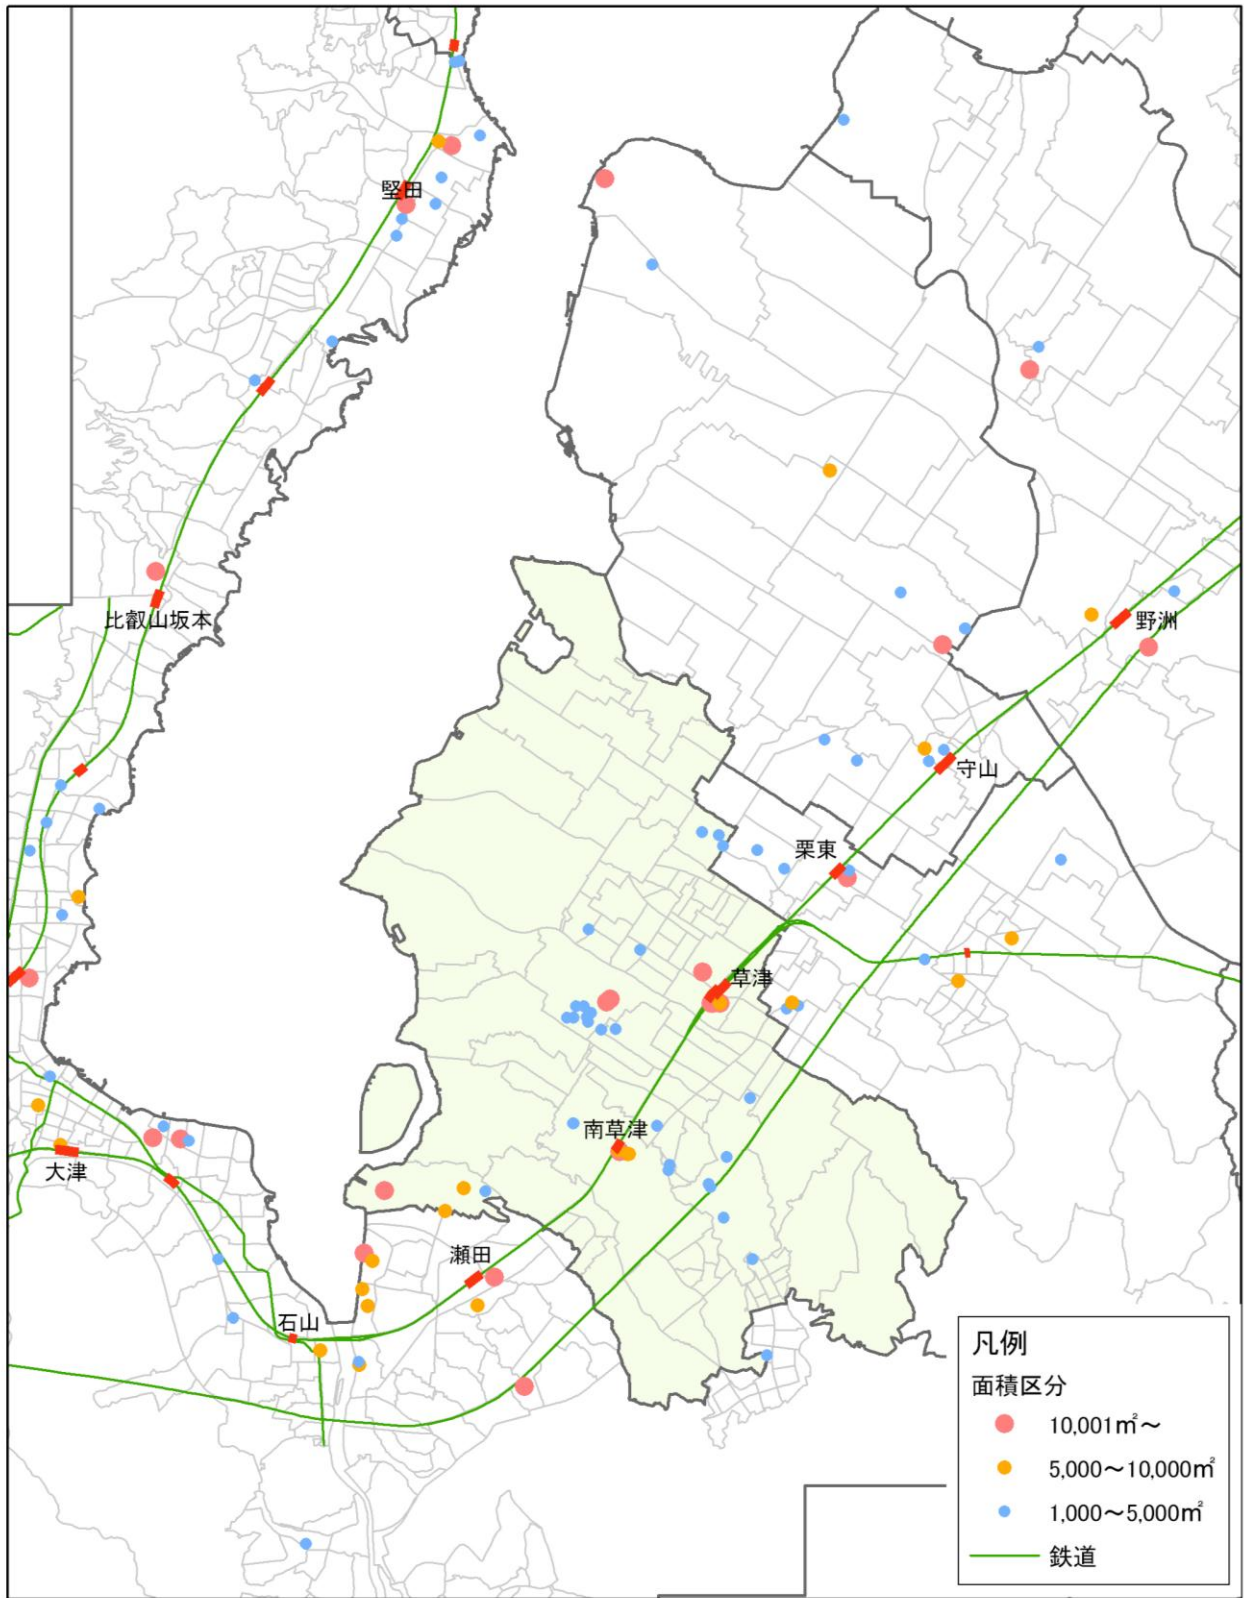 堅田
比叡山坂本
野洲
守山
栗東
草津
南草津
大津
瀬田
石山
凡例
面積区分
10,001㎡～
5,000～10,000㎡
1,000～5,000㎡
鉄道